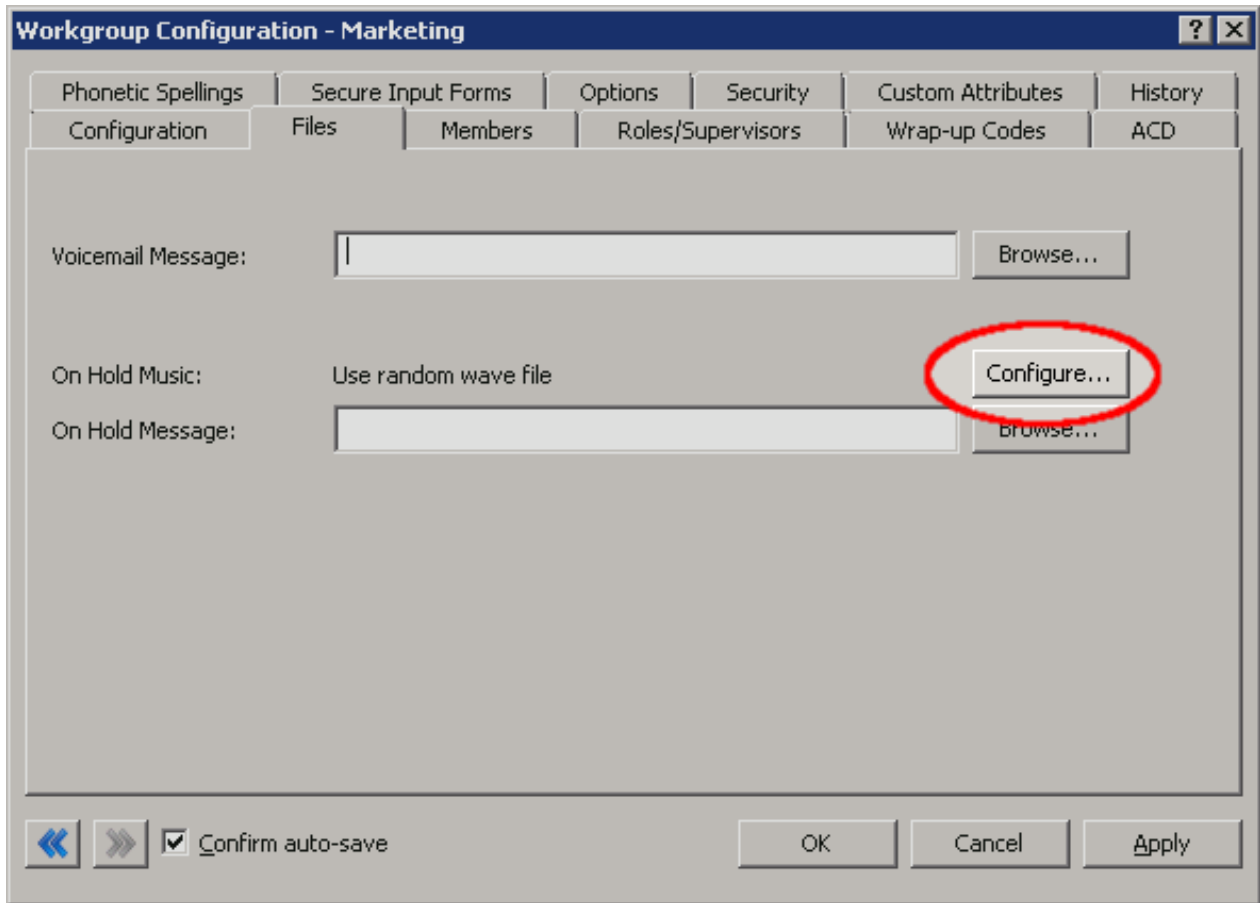 Workgroup Configuration - Marketing
Phonetic Spellings Secure Input Forms Options Security Custom Attributes History
Configuration Files Members Roles/Supervisors Wrap-up Codes ACD
Voicemail Message: Browse...
On Hold Music: Use random wave file Configure...
On Hold Message: Browse...
Confirm auto-save OK Cancel Apply